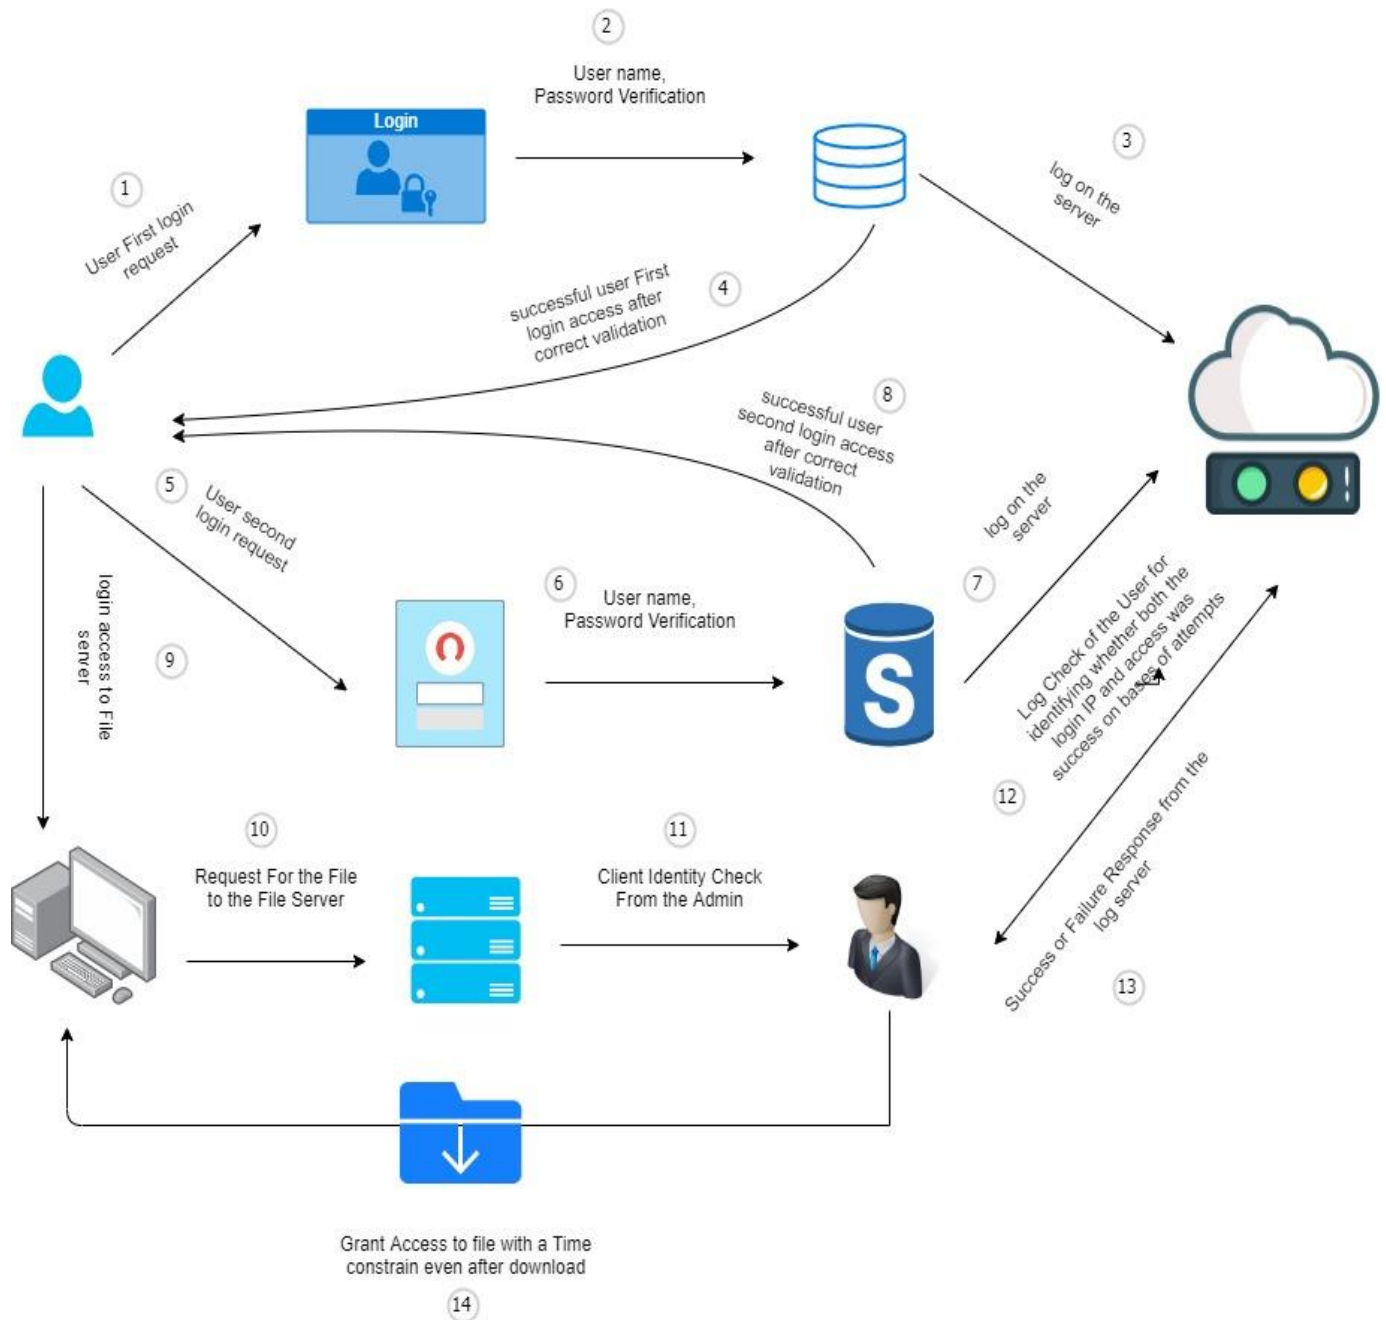 2
User name,
Password Verification
Login
3
log on the
server
1
User First login
request
4
successful user First
login access after
correct validation
8
successful user
second login access
after correct
validation
5
User second
login request
log on the
server
6
User name,
Password Verification
7
S
login access to File
server
9
Log Check of the User for
identifying whether both the
login IP and access was
success on bases of attempts
12
10
Request For the File
to the File Server
11
Client Identity Check
From the Admin
Success or Failure Response from the
log server
13
Grant Access to file with a Time
constrain even after download
14